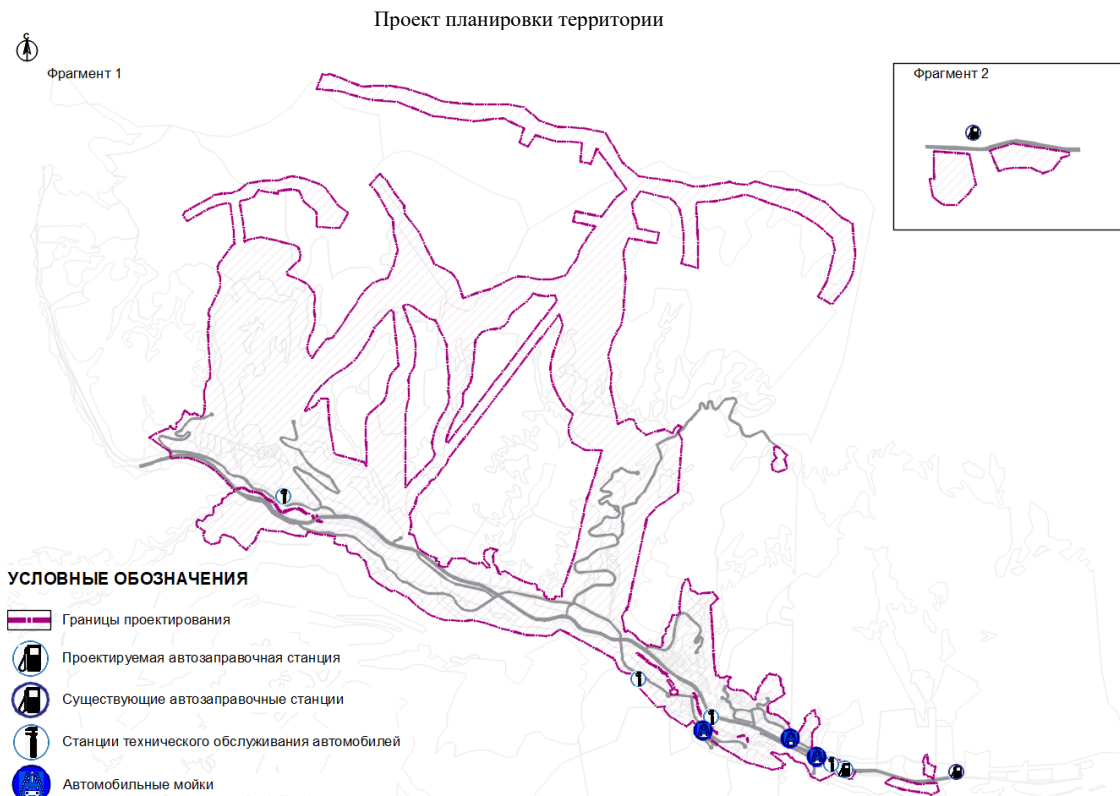 Проект планировки территории
С
Фрагмент 1
Фрагмент 2
УСЛОВНЫЕ ОБОЗНАЧЕНИЯ
Границы проектирования
Проектируемая автозаправочная станция
Существующие автозаправочные станции
Станции технического обслуживания автомобилей
Автомобильные мойки